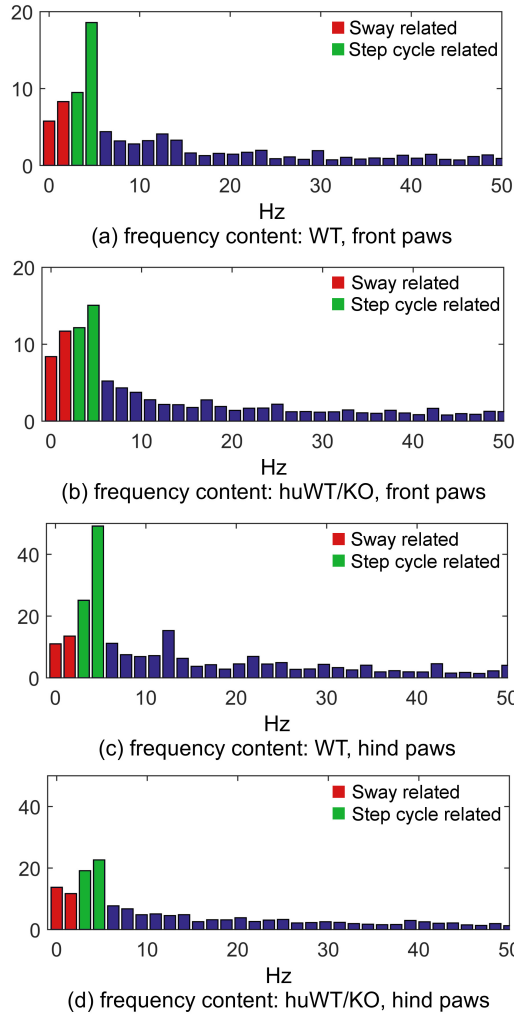 20
Sway related
Step cycle related
10
0
0 10 20 30 40 50
Hz
(a) frequency content: WT, front paws
20
Sway related
Step cycle related
10
0
0 10 20 30 40 50
Hz
(b) frequency content: huWT/KO, front paws
Sway related
40
Step cycle related
20
0
0 10 20 30 40 50
Hz
(c) frequency content: WT, hind paws
Sway related
40
Step cycle related
20
0
0 10 20 30 40 50
Hz
(d) frequency content: huWT/KO, hind paws